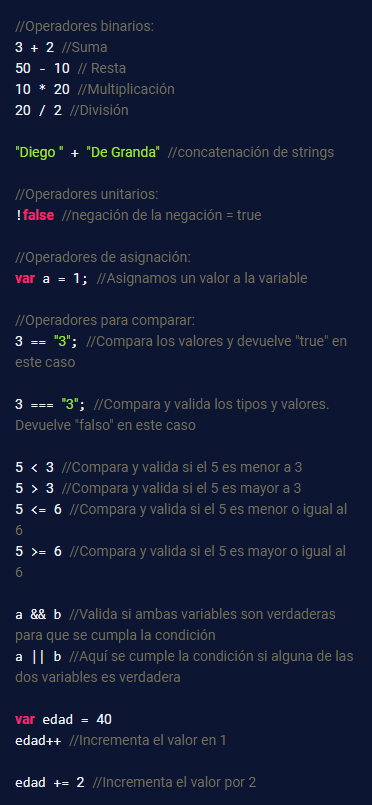 //Operadores binarios:
3 + 2 //Suma
50 - 10 // Resta
10 * 20 //Multiplicación
20 / 2 //División
"Diego " + "De Granda" //concatenación de strings
//Operadores unitarios:
!false //negación de la negación = true
//Operadores de asignación:
var a = 1; //Asignamos un valor a la variable
//Operadores para comparar:
3 == "3"; //Compara los valores y devuelve "true" en
este caso
3 === "3"; //Compara y valida los tipos y valores.
Devuelve "falso" en este caso
5 < 3 //Compara y valida si el 5 es menor a 3
5 > 3 //Compara y valida si el 5 es mayor a 3
5 <= 6 //Compara y valida si el 5 es menor o igual al
6
5 >= 6 //Compara y valida si el 5 es mayor o igual al
6
a && b //Valida si ambas variables son verdaderas
para que se cumpla la condición
a || b //Aquí se cumple la condición si alguna de las
dos variables es verdadera
var edad = 40
edad++ //Incrementa el valor en 1
edad += 2 //Incrementa el valor por 2